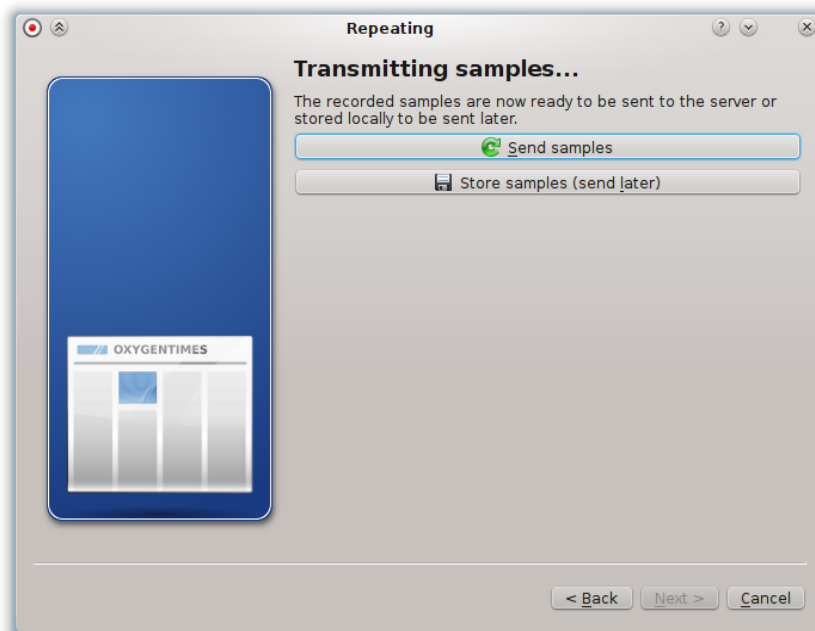 Repeating
Transmitting samples...
The recorded samples are now ready to be sent to the server or
stored locally to be sent later.
Send samples
Store samples (send later)
OXYGENTIMES
< Back Next > Cancel